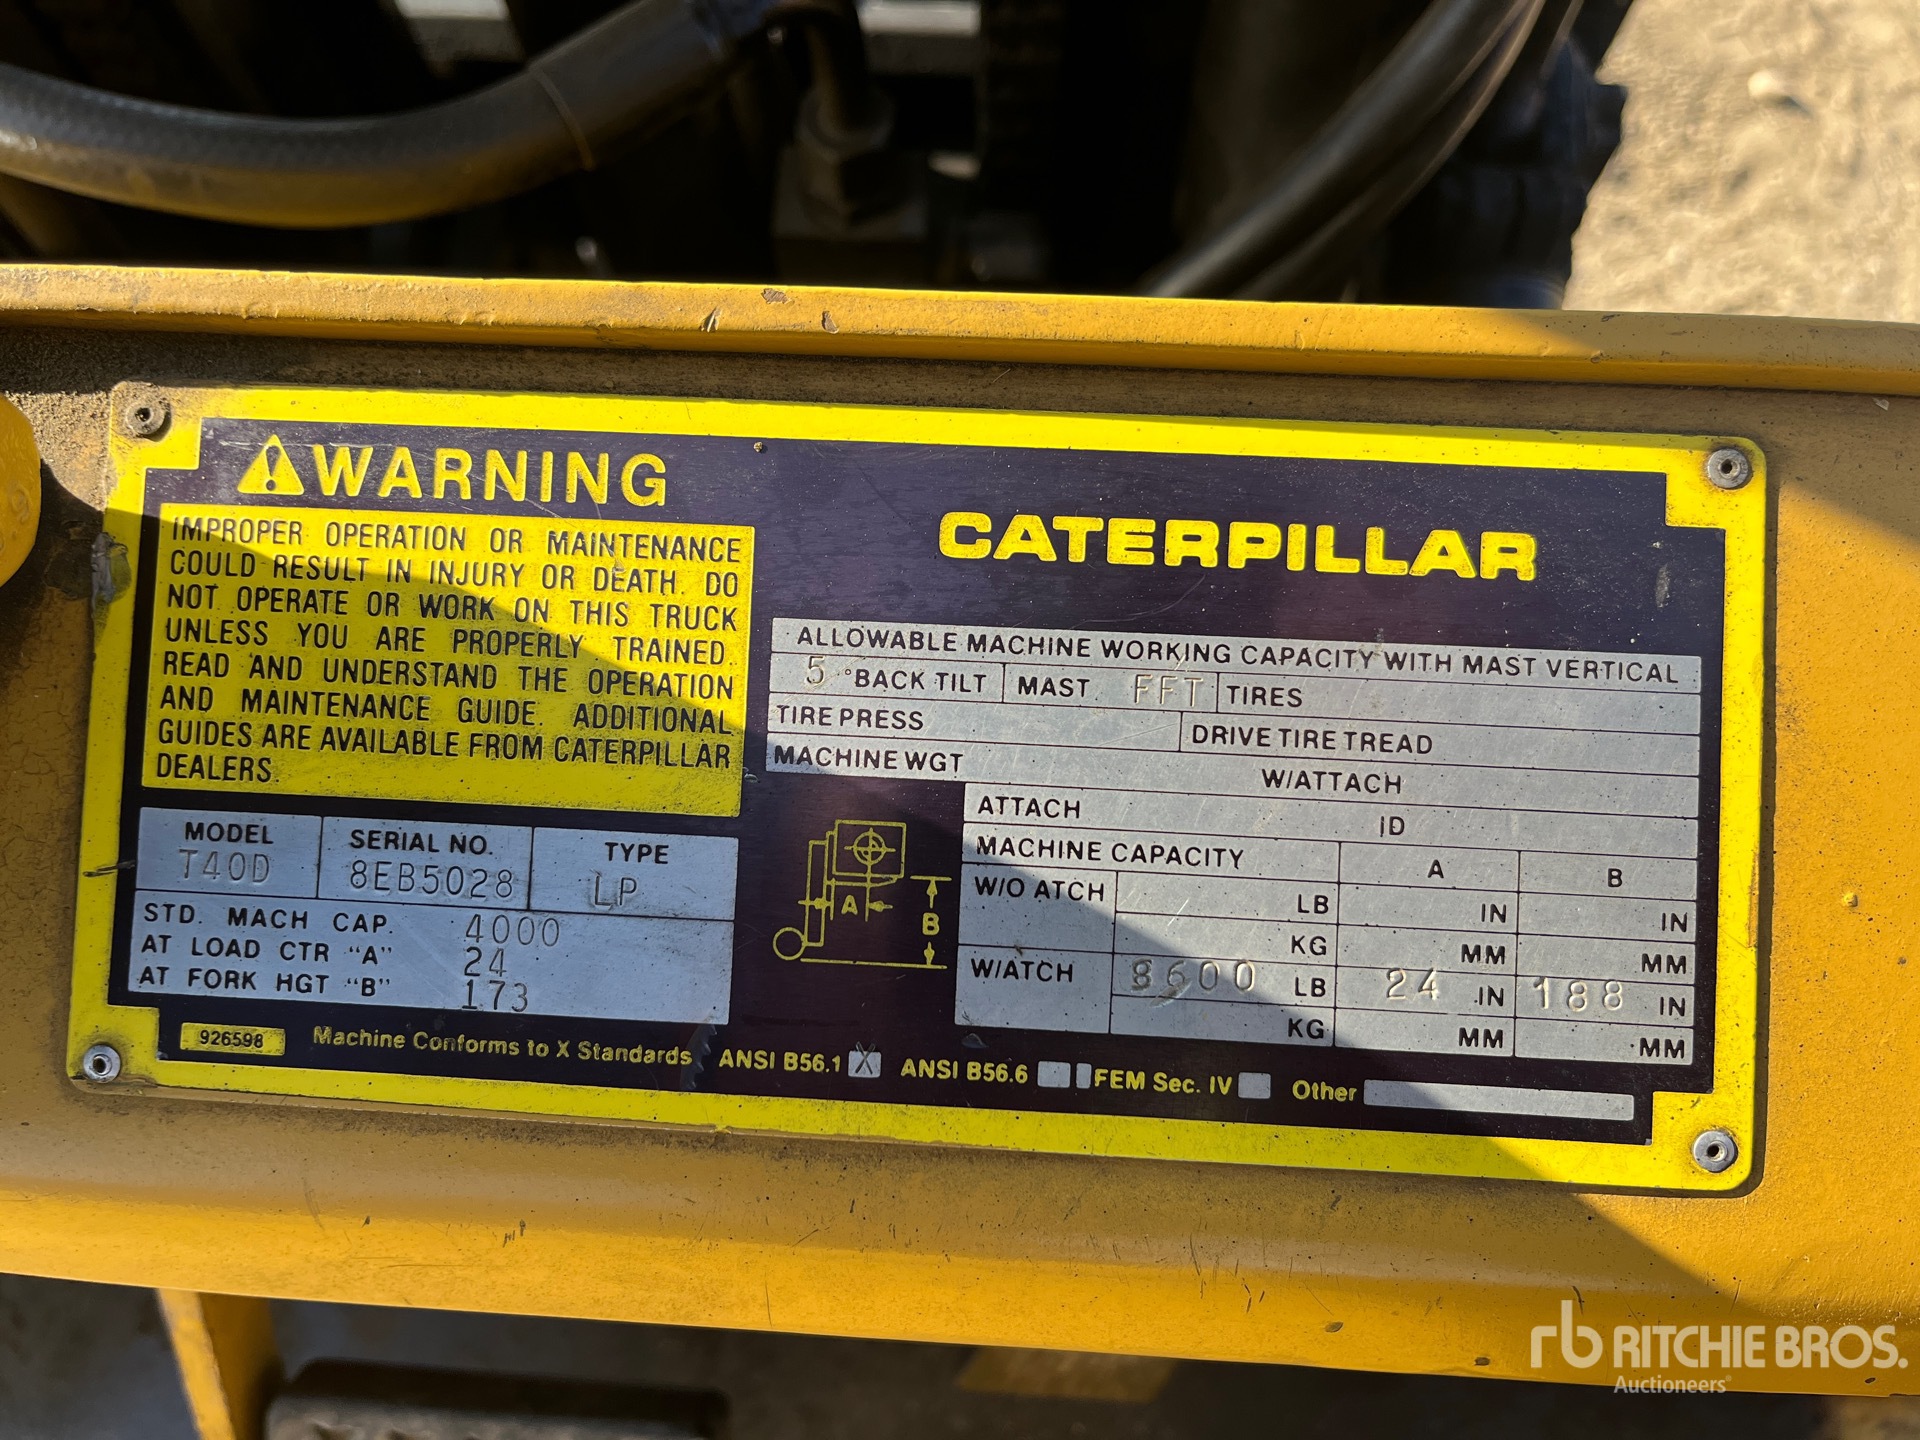 WARNING
IMPROPER OPERATION OR MAINTENANCE
COULD RESULT IN INJURY OR DEATH. DO
NOT OPERATE OR WORK ON THIS TRUCK
UNLESS YOU ARE PROPERLY TRAINED.
READ AND UNDERSTAND THE OPERATION
AND MAINTENANCE GUIDE. ADDITIONAL
GUIDES ARE AVAILABLE FROM CATERPILLAR
DEALERS.
MODEL SERIAL NO. TYPE
T40D 8EB5028 LP
STD. MACH CAP. 4000
AT LOAD CTR "A" 24
AT FORK HGT "B" 173
CATERPILLAR
ALLOWABLE MACHINE WORKING CAPACITY WITH MAST VERTICAL
5 °BACK TILT MAST FFT TIRES
TIRE PRESS DRIVE TIRE TREAD
MACHINE WGT W/ATTACH
ATTACH ID
MACHINE CAPACITY A B
W/O ATCH LB IN IN
KG MM MM
W/ATCH LB 24 IN 188 IN
KG MM MM
A
B
926598 Machine Conforms to X Standards ANSI B56.1 X ANSI B56.6 FEM Sec. IV Other
rb RITCHIE BROS.
Auctioneers